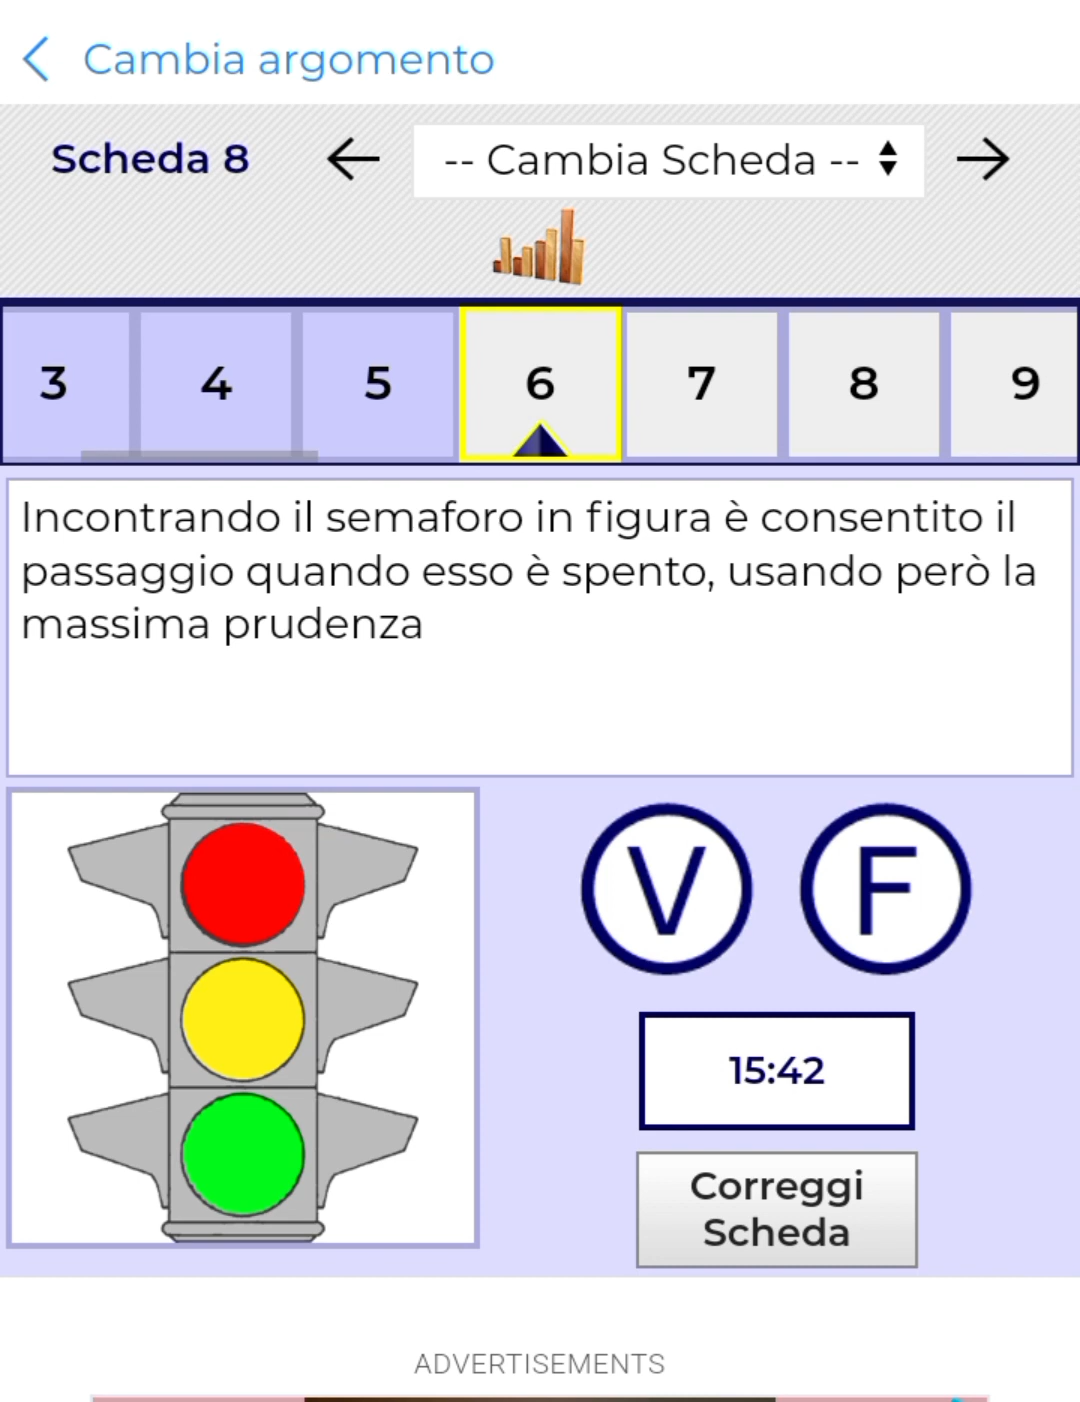 Cambia argomento
Scheda 8
-- Cambia Scheda --
3 4 5 6 7 8 9
Incontrando il semaforo in figura è consentito il
passaggio quando esso è spento, usando però la
massima prudenza
V F
15:42
Correggi
Scheda
ADVERTISEMENTS